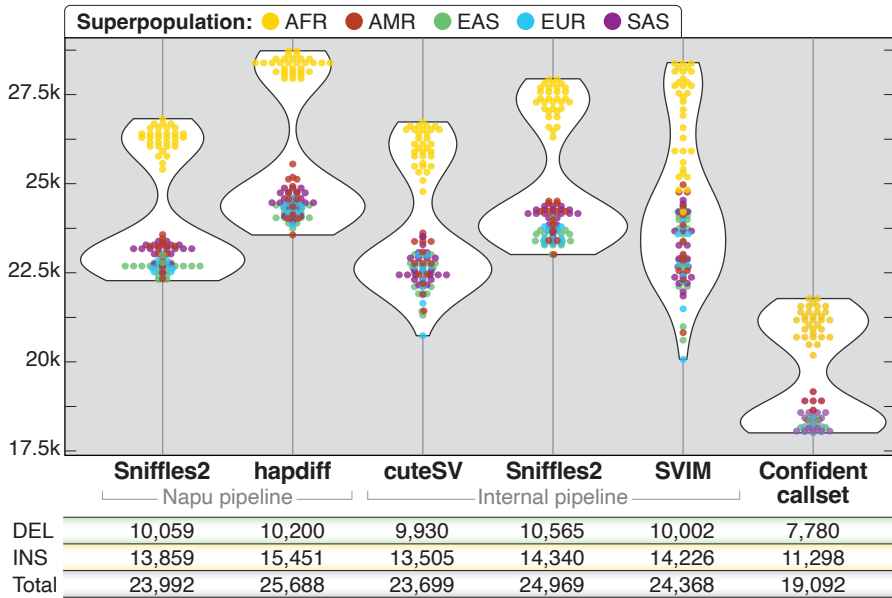 Superpopulation: AFR AMR EAS EUR SAS
27.5k
25k
22.5k
20k
17.5k
Sniffles2 hapdiff cuteSV Sniffles2 SVIM Confident callset
Napu pipeline Internal pipeline
DEL 10,059 10,200 9,930 10,565 10,002 7,780
INS 13,859 15,451 13,505 14,340 14,226 11,298
Total 23,992 25,688 23,699 24,969 24,368 19,092